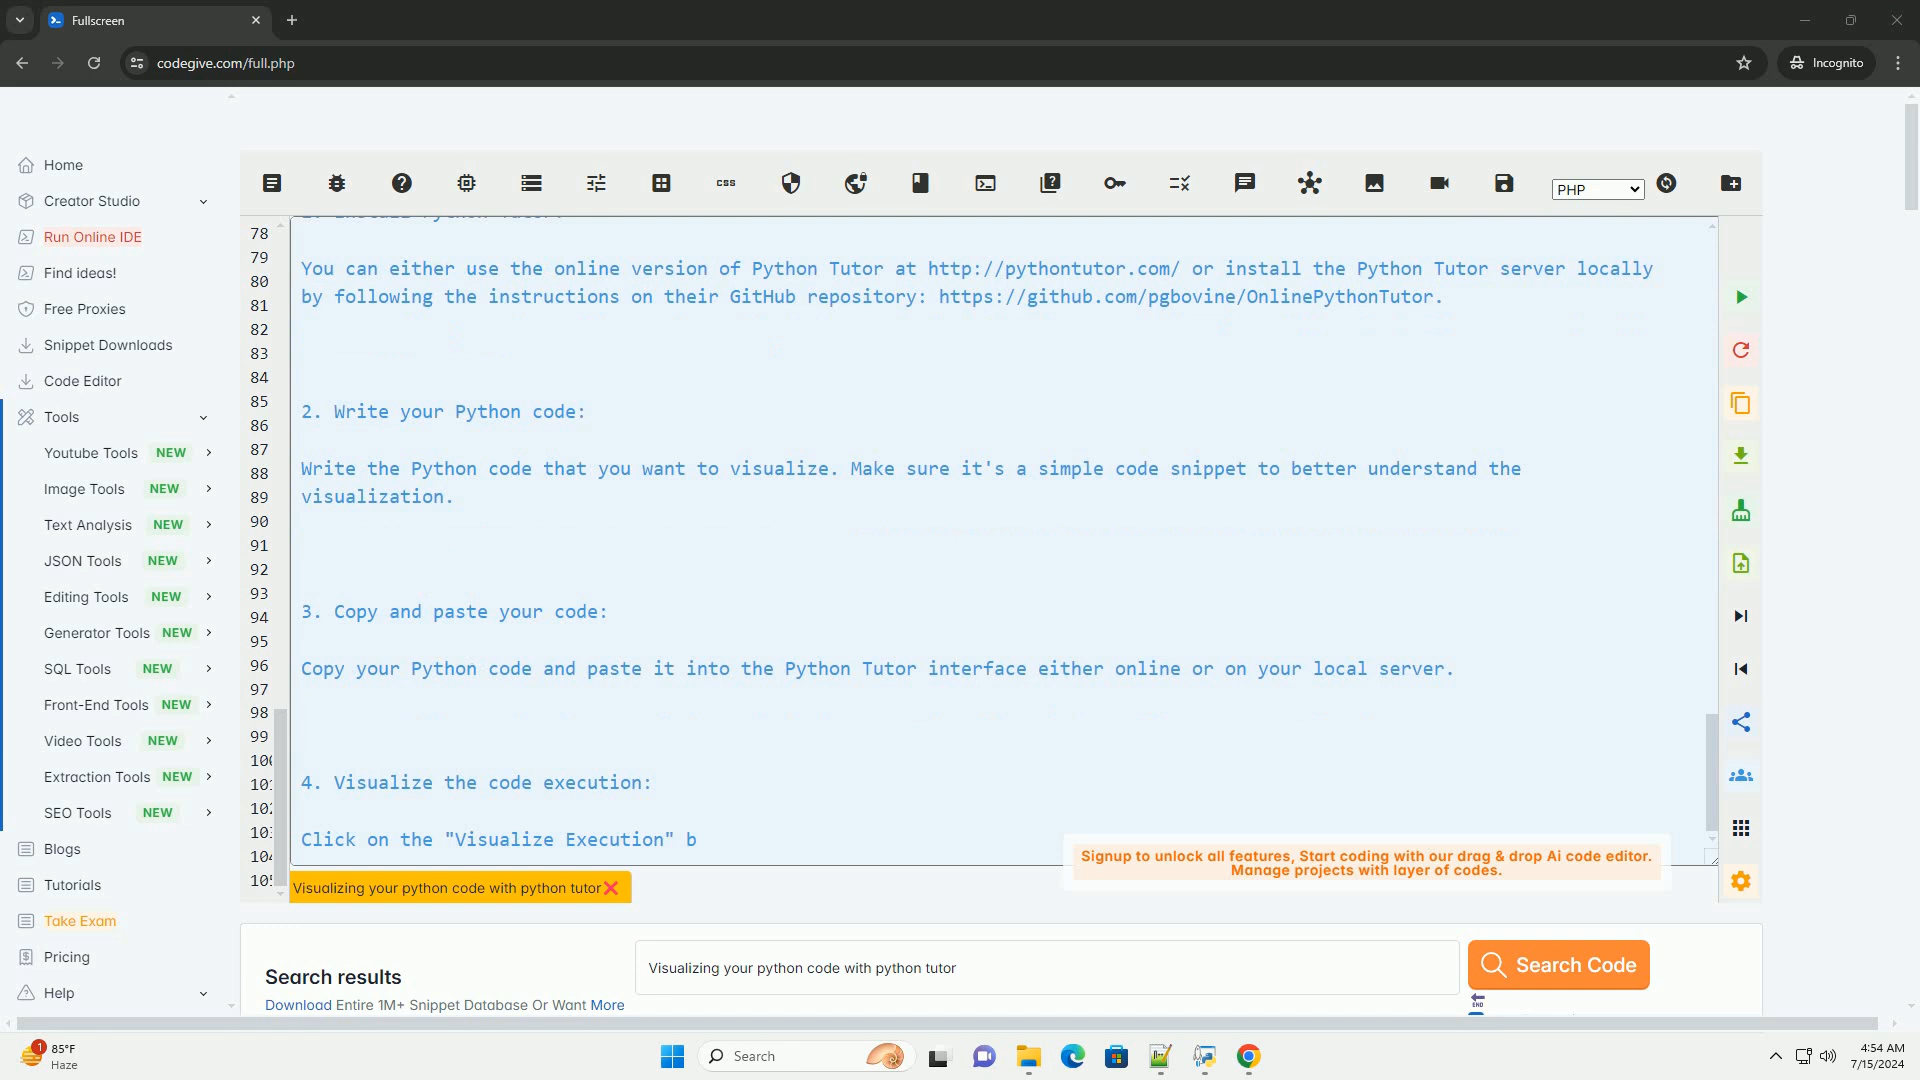 Fullscreen
codegive.com/full.php
Incognito
Home
Creator Studio
Run Online IDE
Find ideas!
Free Proxies
Snippet Downloads
Code Editor
Tools
Youtube Tools NEW
Image Tools NEW
Text Analysis NEW
JSON Tools NEW
Editing Tools NEW
Generator Tools NEW
SQL Tools NEW
Front-End Tools NEW
Video Tools NEW
Extraction Tools NEW
SEO Tools NEW
Blogs
Tutorials
Take Exam
Pricing
Help
css
PHP
78
79
80
81
82
83
84
85
86
87
88
89
90
91
92
93
94
95
96
97
98
99
You can either use the online version of Python Tutor at http://pythontutor.com/ or install the Python Tutor server locally
by following the instructions on their GitHub repository: https://github.com/pgbovine/OnlinePythonTutor.
2. Write your Python code:
Write the Python code that you want to visualize. Make sure it's a simple code snippet to better understand the
visualization.
3. Copy and paste your code:
Copy your Python code and paste it into the Python Tutor interface either online or on your local server.
4. Visualize the code execution:
Click on the "Visualize Execution" b
Signup to unlock all features, Start coding with our drag & drop Ai code editor.
Manage projects with layer of codes.
Visualizing your python code with python tutor
Search results
Download Entire 1M+ Snippet Database Or Want More
Visualizing your python code with python tutor
Search Code
END
1
85°F
Haze
Search
4:54 AM
7/15/2024